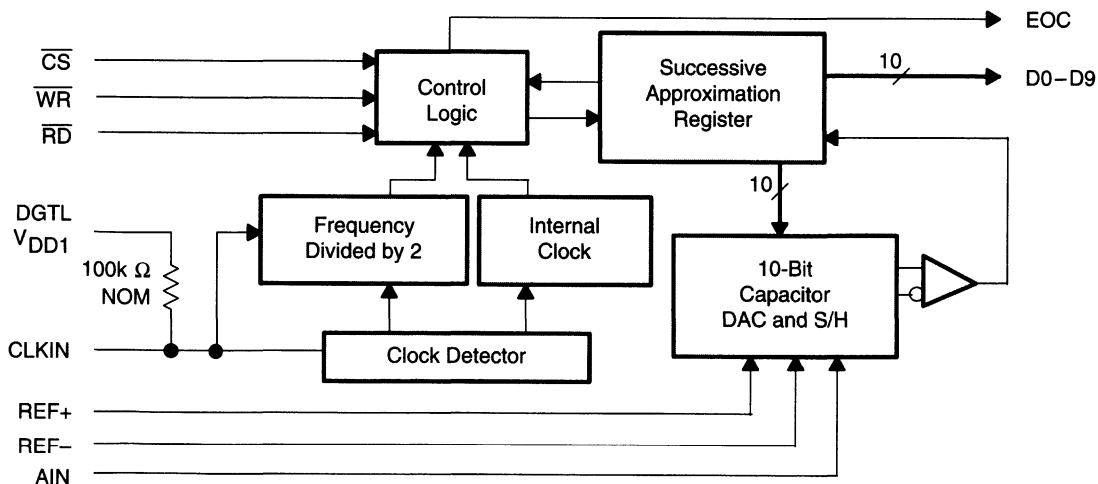 EOC
CS
WR
RD
Control
Logic
Successive
Approximation
Register
10
D0–D9
10
DGTL
VDD1
100k Ω
NOM
Frequency
Divided by 2
Internal
Clock
10-Bit
Capacitor
DAC and S/H
CLKIN
Clock Detector
REF+
REF–
AIN